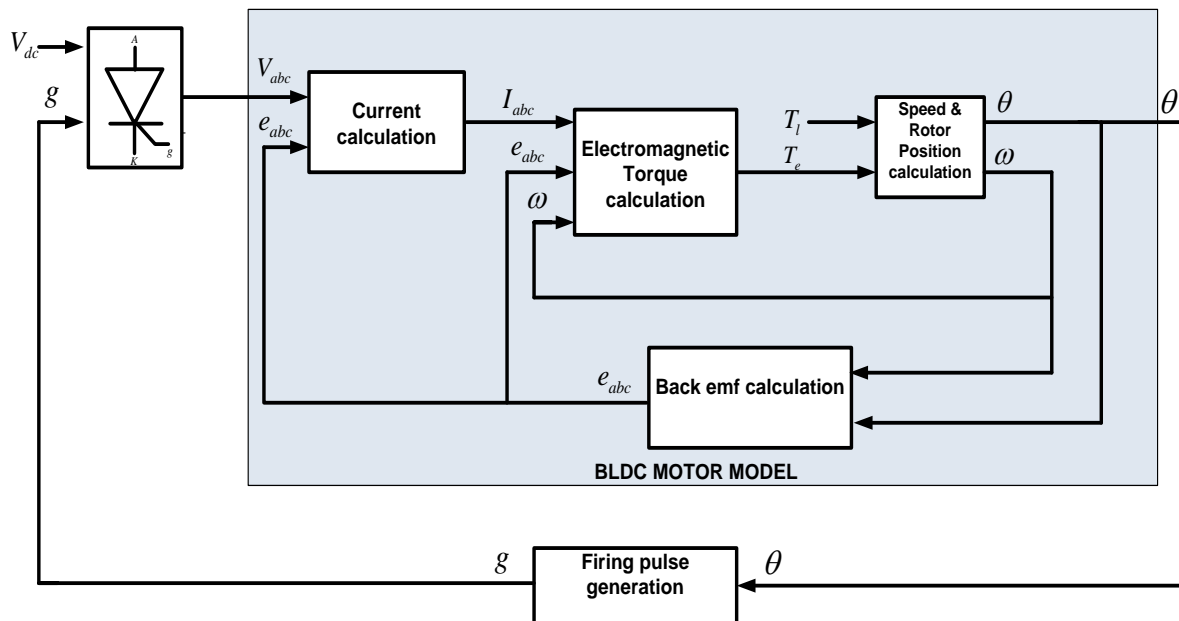 V_dc
g
A
K
g
V_abc
e_abc
Current
calculation
I_abc
e_abc
ω
Electromagnetic
Torque
calculation
T_l
T_e
Speed &
Rotor
Position
calculation
θ
ω
θ
e_abc
Back emf calculation
BLDC MOTOR MODEL
g
Firing pulse
generation
θ